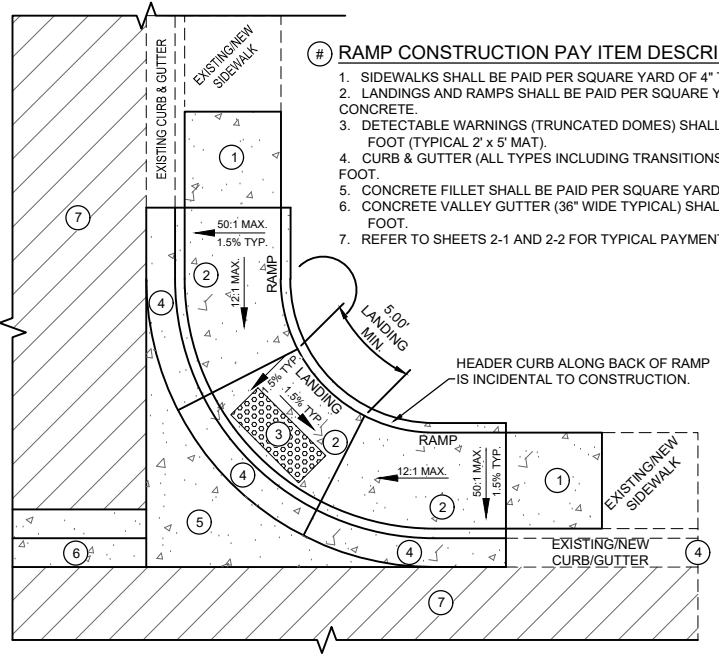 # RAMP CONSTRUCTION PAY ITEM DESCRI
1. SIDEWALKS SHALL BE PAID PER SQUARE YARD OF 4"
2. LANDINGS AND RAMPS SHALL BE PAID PER SQUARE Y
CONCRETE.
3. DETECTABLE WARNINGS (TRUNCATED DOMES) SHALL
FOOT (TYPICAL 2' x 5' MAT).
4. CURB & GUTTER (ALL TYPES INCLUDING TRANSITIONS
FOOT.
5. CONCRETE FILLET SHALL BE PAID PER SQUARE YARD
6. CONCRETE VALLEY GUTTER (36" WIDE TYPICAL) SHAL
FOOT.
7. REFER TO SHEETS 2-1 AND 2-2 FOR TYPICAL PAYMENT
EXISTING CURB & GUTTER
EXISTING/NEW
SIDEWALK
1
7
50:1 MAX.
1.5% TYP.
2
12:1 MAX.
RAMP
4
5.00'
LANDING
MIN.
HEADER CURB ALONG BACK OF RAMP
IS INCIDENTAL TO CONSTRUCTION.
1.5% TYP.
LANDING
1.5% TYP.
3
2
4
RAMP
12:1 MAX.
50:1 MAX.
1.5% TYP.
2
1
EXISTING/NEW
SIDEWALK
5
6
4
EXISTING/NEW
CURB/GUTTER
4
7